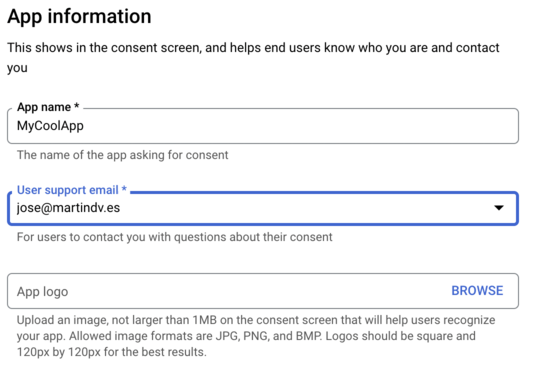 App information
This shows in the consent screen, and helps end users know who you are and contact
you
App name *
MyCoolApp
The name of the app asking for consent
User support email *
jose@martindv.es
For users to contact you with questions about their consent
App logo BROWSE
Upload an image, not larger than 1MB on the consent screen that will help users recognize
your app. Allowed image formats are JPG, PNG, and BMP. Logos should be square and
120px by 120px for the best results.